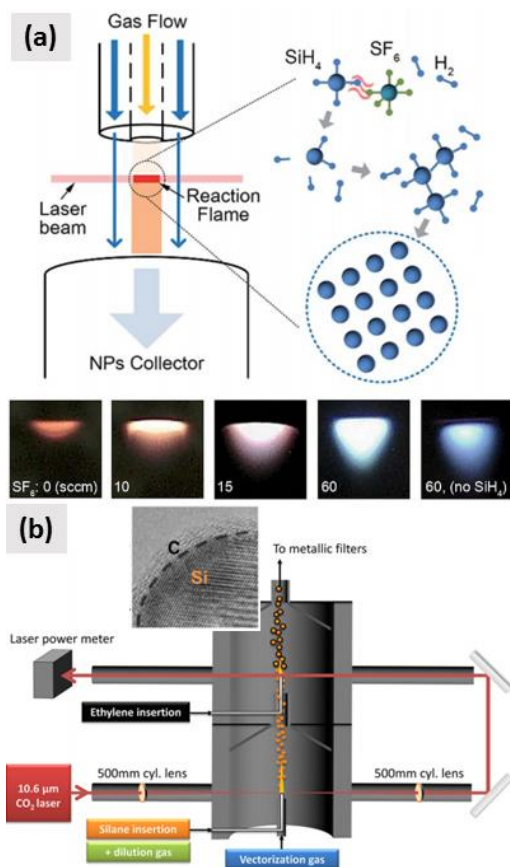 (a)
Gas Flow
Laser
beam
Reaction
Flame
NPs Collector
SiH4
SF6
H2
SF6: 0 (sccm)
10
15
60
60, (no SiH4)
(b)
C
Si
To metallic filters
Laser power meter
Ethylene insertion
500mm cyl. lens
500mm cyl. lens
10.6 µm
CO2 laser
Silane insertion
+ dilution gas
Vectorization gas